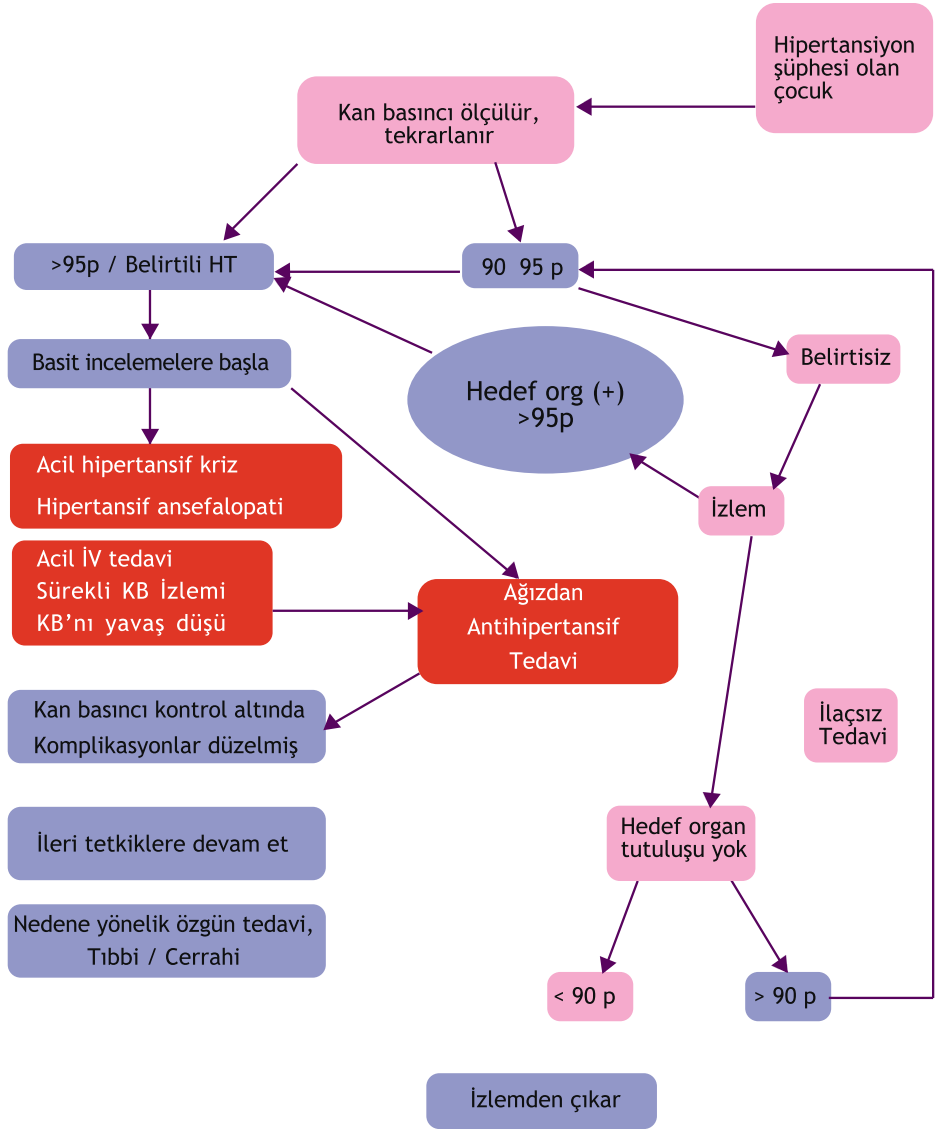 Hipertansiyon
şüphesi olan
çocuk
Kan basıncı ölçülür,
tekrarlanır
>95p / Belirtili HT
90 95 p
Basit incelemelere başla
Hedef org (+)
>95p
Belirtisiz
Acil hipertansif kriz
Hipertansif ansefalopati
İzlem
Acil İV tedavi
Sürekli KB İzlemi
KB’nı yavaş düşü
Ağızdan
Antihipertansif
Tedavi
Kan basıncı kontrol altında
Komplikasyonlar düzelmiş
İlaçsız
Tedavi
İleri tetkiklere devam et
Hedef organ
tutuluşu yok
Nedene yönelik özgün tedavi,
Tıbbi / Cerrahi
< 90 p
> 90 p
İzlemden çıkar